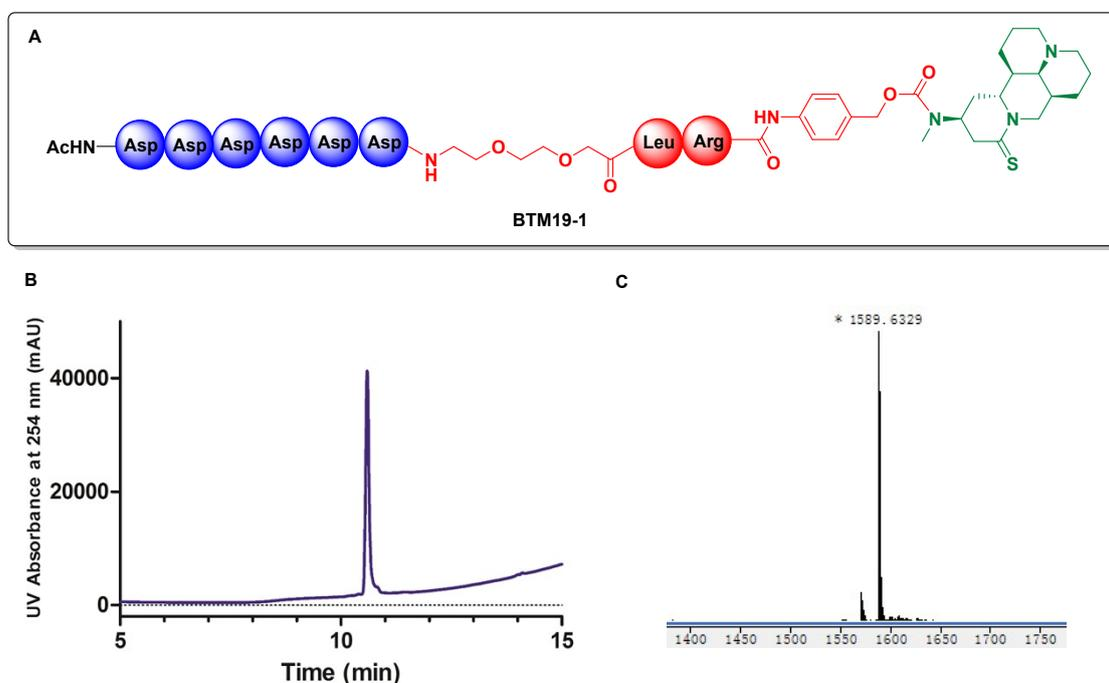 A
AcHN
Asp Asp Asp Asp Asp Asp
N
H
O
O
O
Leu Arg
O
HN
O
O
N
N
S
N
BTM19-1
B
UV Absorbance at 254 nm (mAU)
40000
20000
0
5 10 15
Time (min)
C
* 1589.6329
1400 1450 1500 1550 1600 1650 1700 1750